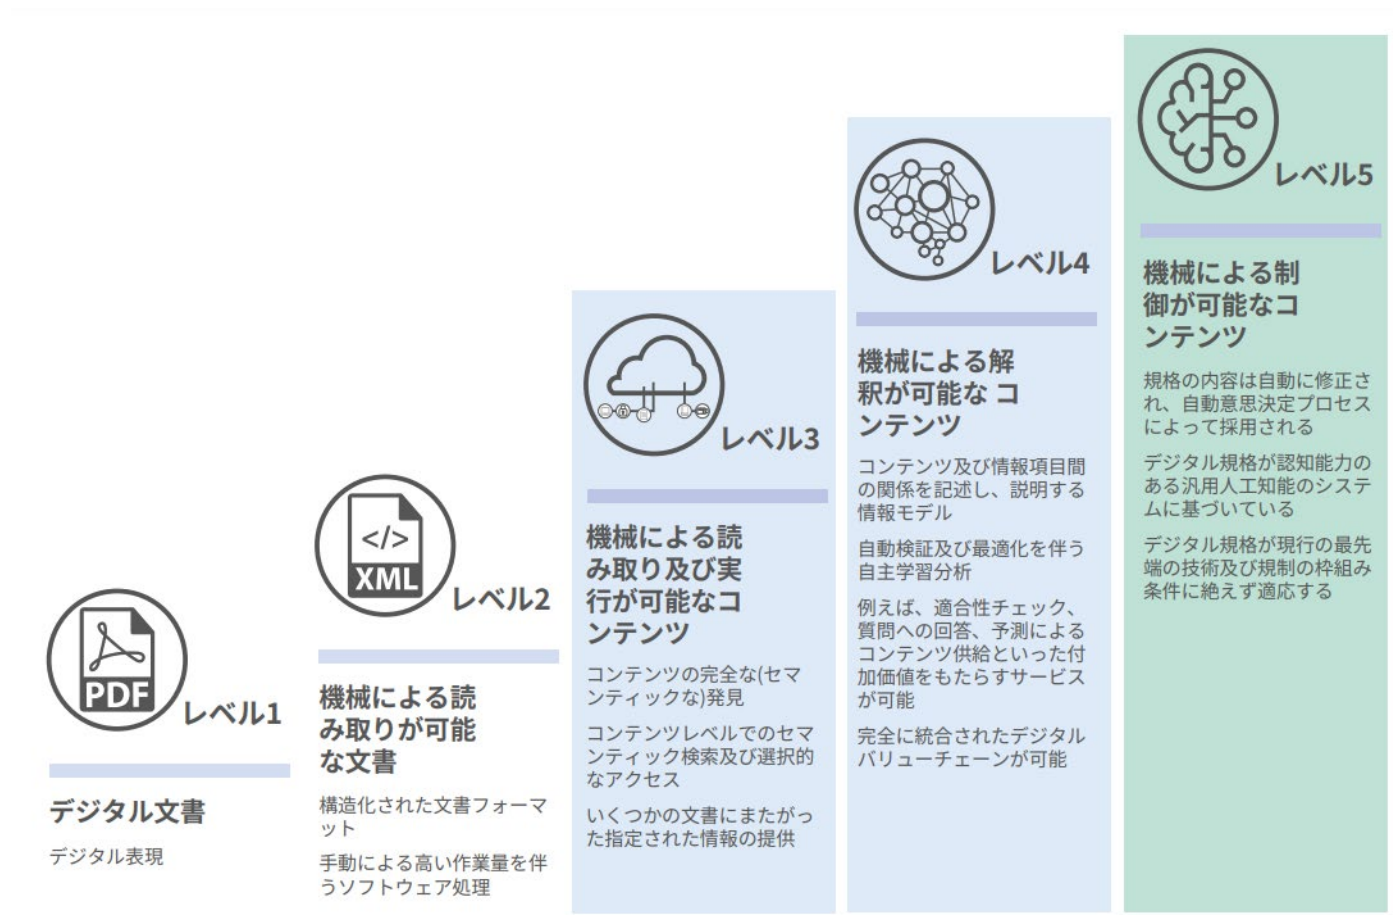 PDF
レベル1
デジタル文書
デジタル表現
</>
XML
レベル2
機械による読
み取りが可能
な文書
構造化された文書フォーマ
ット
手動による高い作業量を伴
うソフトウェア処理
レベル3
機械による読
み取り及び実
行が可能なコ
ンテンツ
コンテンツの完全な(セマ
ンティックな)発見
コンテンツレベルでのセマ
ンティック検索及び選択的
なアクセス
いくつかの文書にまたがっ
た指定された情報の提供
レベル4
機械による解
釈が可能な コ
ンテンツ
コンテンツ及び情報項目間
の関係を記述し、説明する
情報モデル
自動検証及び最適化を伴う
自主学習分析
例えば、適合性チェック、
質問への回答、予測による
コンテンツ供給といった付
加価値をもたらすサービス
が可能
完全に統合されたデジタル
バリューチェーンが可能
レベル5
機械による制
御が可能なコ
ンテンツ
規格の内容は自動に修正さ
れ、自動意思決定プロセス
によって採用される
デジタル規格が認知能力の
ある汎用人工知能のシステ
ムに基づいている
デジタル規格が現行の最先
端の技術及び規制の枠組み
条件に絶えず適応する